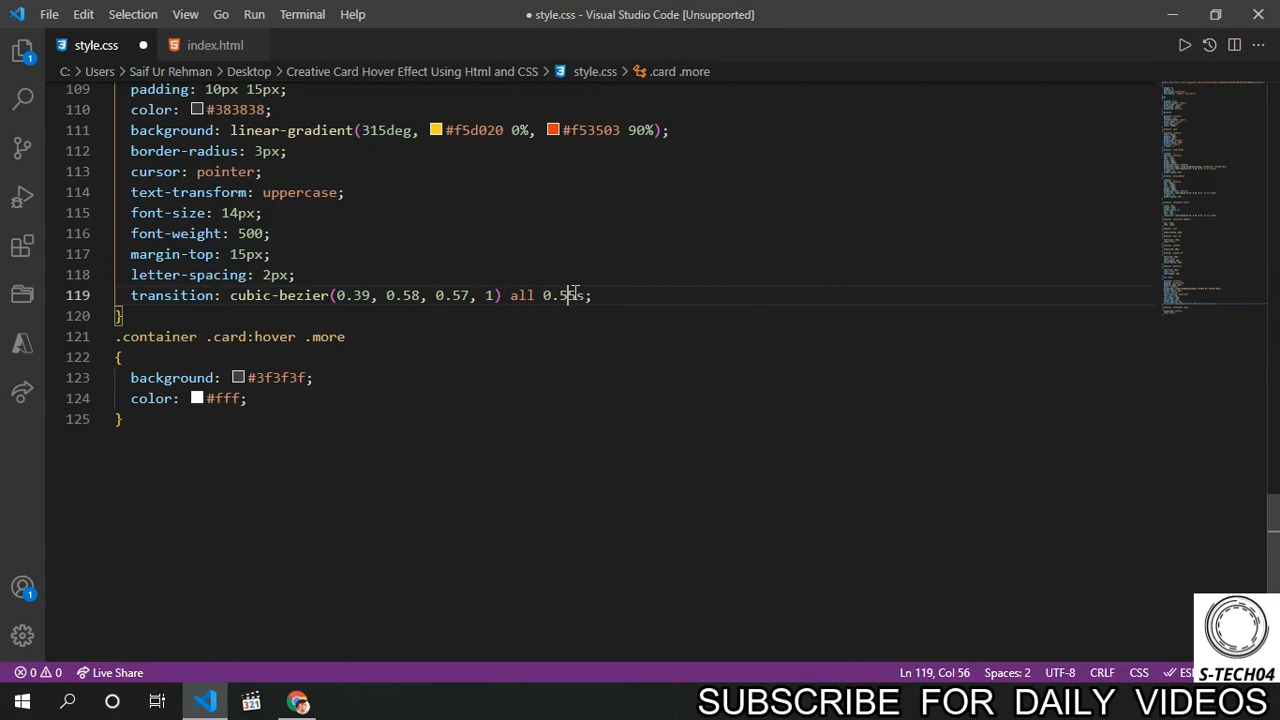 File Edit Selection View Go Run Terminal Help
● style.css - Visual Studio Code [Unsupported]
style.css ●
index.html
C: > Users > Saif Ur Rehman > Desktop > Creative Card Hover Effect Using Html and CSS > style.css > .card .more
109 padding: 10px 15px;
110 color: #383838;
111 background: linear-gradient(315deg, #f5d020 0%, #f53503 90%);
112 border-radius: 3px;
113 cursor: pointer;
114 text-transform: uppercase;
115 font-size: 14px;
116 font-weight: 500;
117 margin-top: 15px;
118 letter-spacing: 2px;
119 transition: cubic-bezier(0.39, 0.58, 0.57, 1) all
120 }
121 .container .card:hover .more
122 {
123 background: #3f3f3f;
124 color: #fff;
125 }
1
1
0 0 Live Share
Ln 119, Col 56 Spaces: 2 UTF-8 CRLF CSS
321
S-TECH04
SUBSCRIBE FOR DAILY VIDEOS